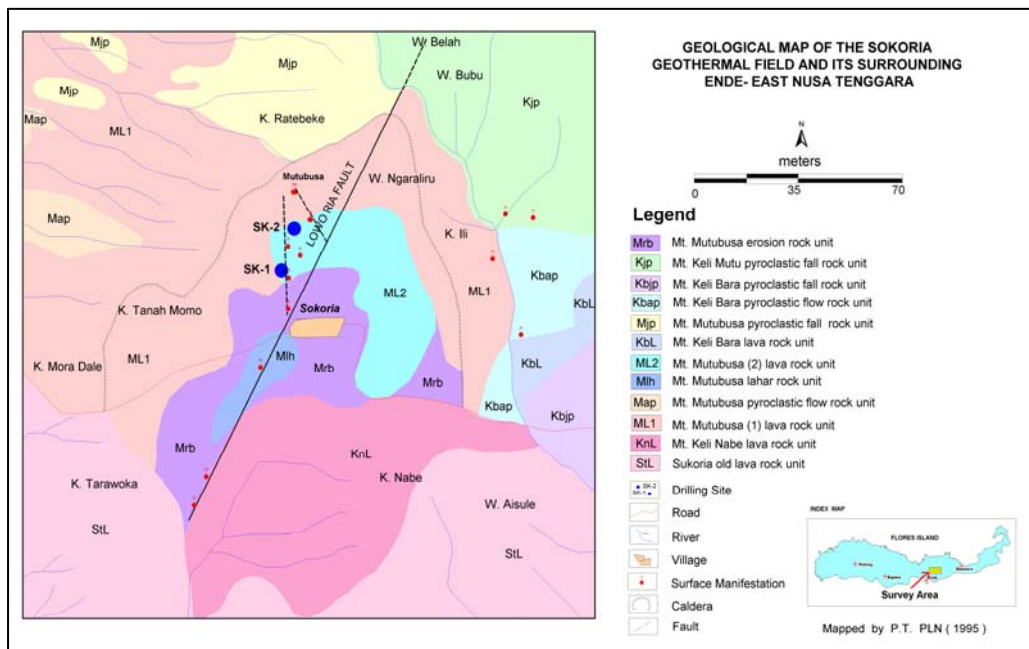 Mjp
W. Belah
Mjp
W. Bubu
Mjp
Kjp
Map
ML1
K. Ratebeke
Mutubusa
W. Ngaraliru
LOWO RIA FAULT
Map
SK-2
K. Ili
SK-1
Kbap
ML2
ML1
KbL
Sokoria
K. Tanah Momo
Mlh
ML1
K. Mora Dale
Mrb
Mrb
KbL
Kbap
Kbjp
Mrb
KnL
K. Nabe
K. Tarawoka
W. Aisule
StL
StL
GEOLOGICAL MAP OF THE SOKORIA
GEOTHERMAL FIELD AND ITS SURROUNDING
ENDE- EAST NUSA TENGGARA
N
meters
0 35 70
Legend
Mrb Mt. Mutubusa erosion rock unit
Kjp Mt. Keli Mutu pyroclastic fall rock unit
Kbjp Mt. Keli Bara pyroclastic fall rock unit
Kbap Mt. Keli Bara pyroclastic flow rock unit
Mjp Mt. Mutubusa pyroclastic fall rock unit
KbL Mt. Keli Bara lava rock unit
ML2 Mt. Mutubusa (2) lava rock unit
Mlh Mt. Mutubusa lahar rock unit
Map Mt. Mutubusa pyroclastic flow rock unit
ML1 Mt. Mutubusa (1) lava rock unit
KnL Mt. Keli Nabe lava rock unit
StL Sukoria old lava rock unit
SK-2
SK-1
Drilling Site
Road
River
Village
Surface Manifestation
Caldera
Fault
INDEX MAP
FLORES ISLAND
Survey Area
Mapped by P.T. PLN ( 1995 )